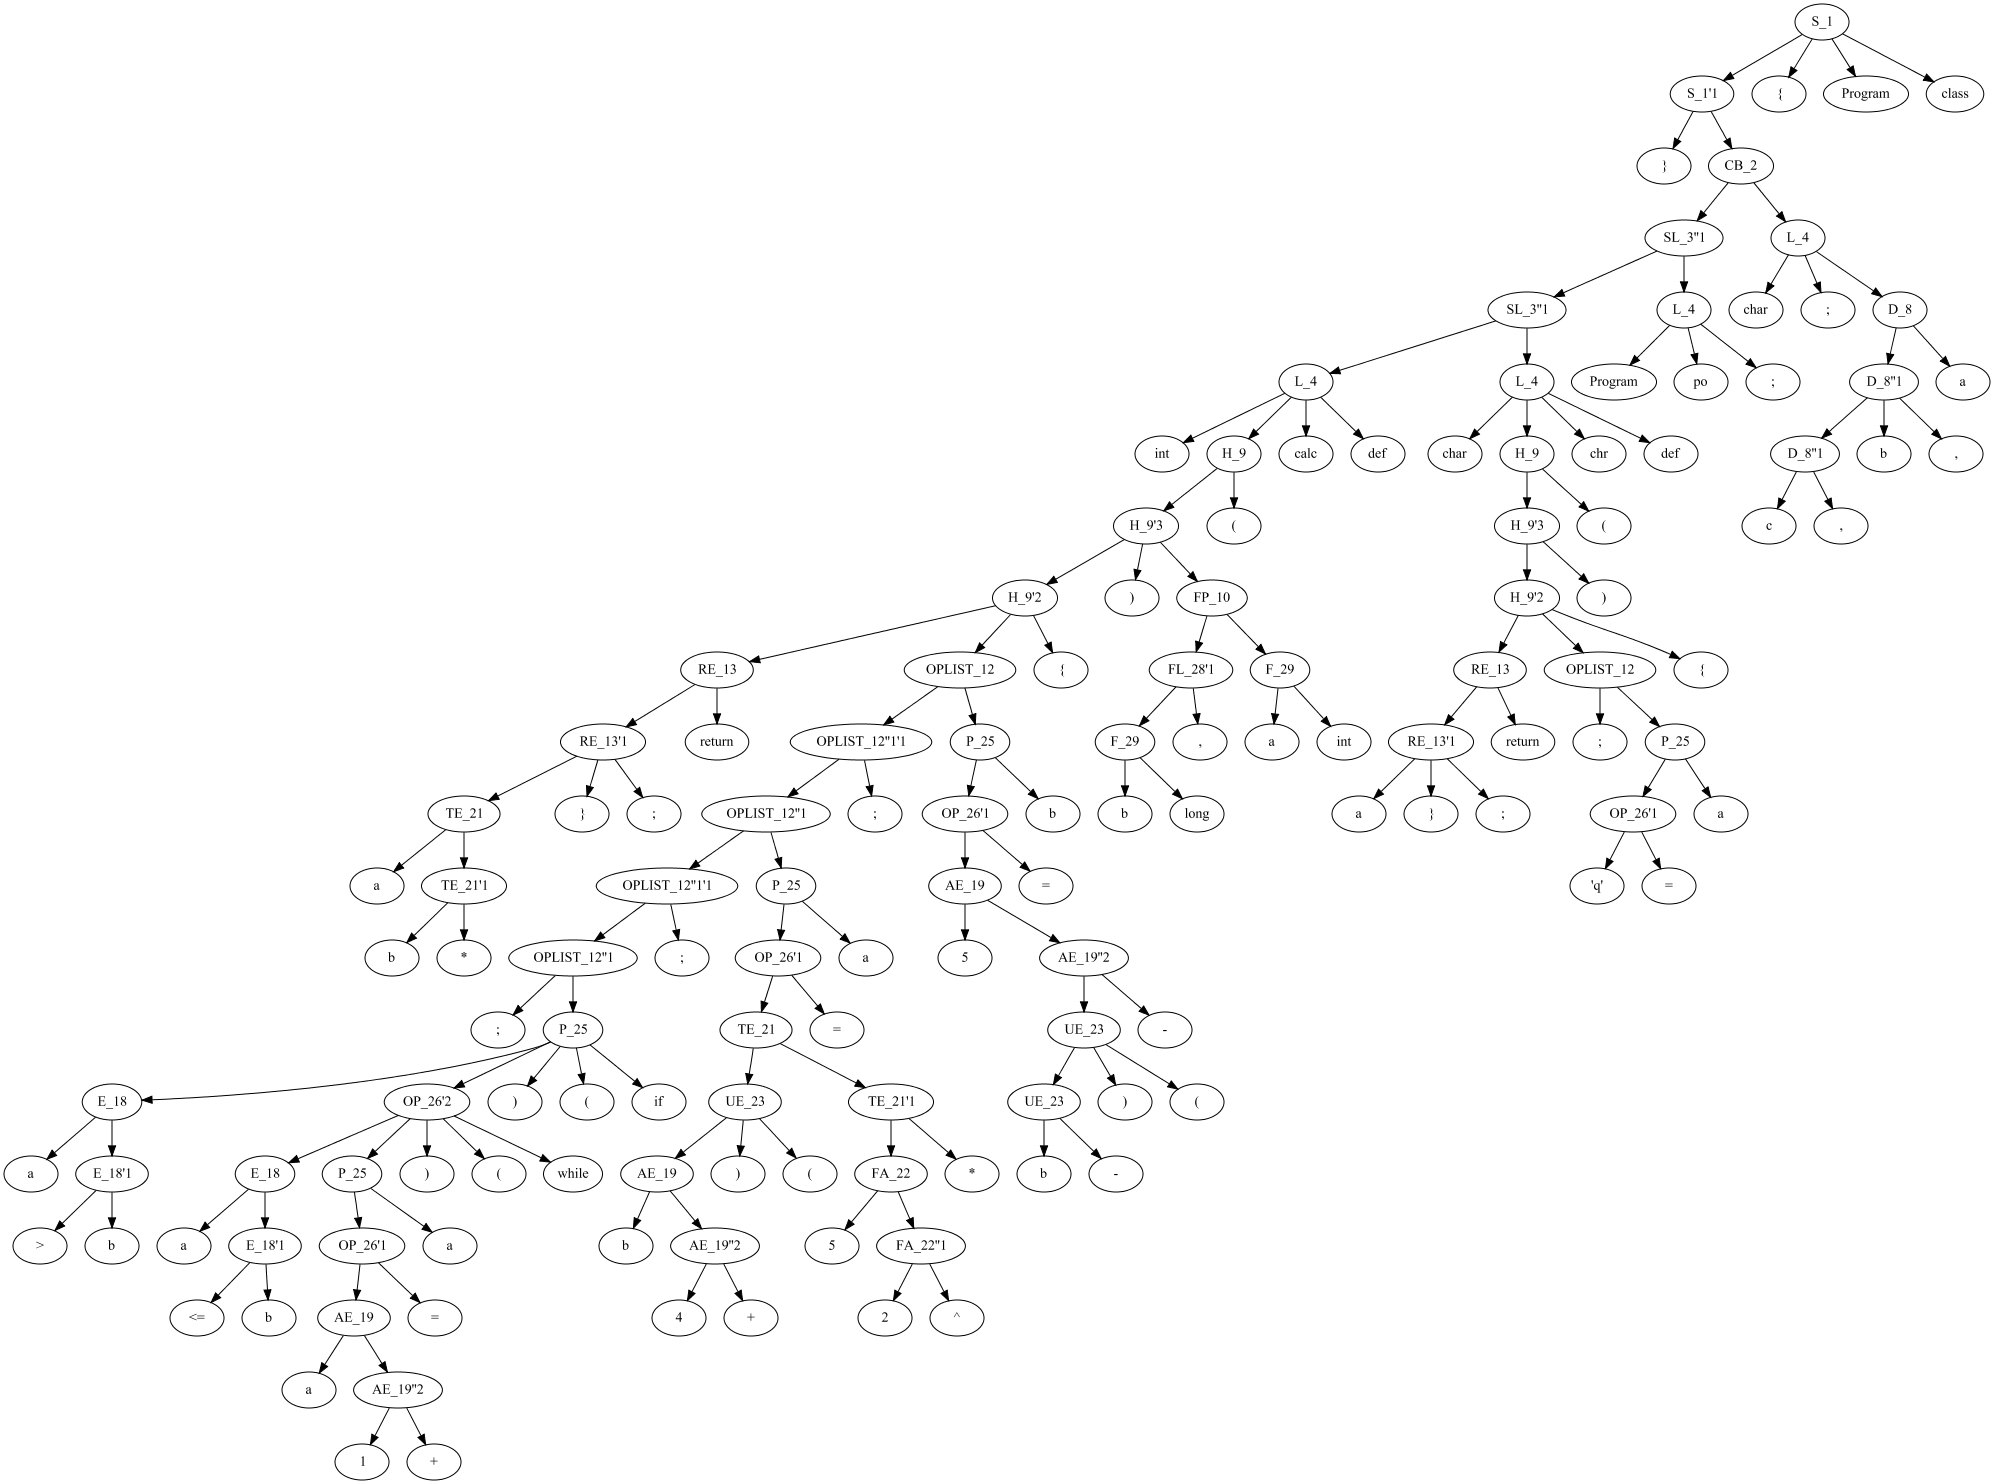 S_1
S_1'1 { Program class
} CB_2
SL_3"1 L_4
SL_3"1 L_4 char ; D_8
L_4 L_4 Program po ; D_8"1 a
int H_9 calc def char H_9 chr def D_8"1 b ,
H_9'3 ( H_9'3 ( c ,
H_9'2 ) FP_10 H_9'2 )
RE_13 OPLIST_12 { FL_28'1 F_29 RE_13 OPLIST_12 {
RE_13'1 return OPLIST_12"1'1 P_25 F_29 , a int RE_13'1 return ; P_25
TE_21 } ; OPLIST_12"1 ; OP_26'1 b b long a } ; OP_26'1 a
a TE_21'1 OPLIST_12"1'1 P_25 AE_19 = 'q' =
b * OPLIST_12"1 ; OP_26'1 a 5 AE_19"2
; P_25 TE_21 = UE_23 -
E_18 OP_26'2 ) ( if UE_23 TE_21'1 UE_23 ) (
a E_18'1 E_18 P_25 ) ( while AE_19 ) ( FA_22 * b -
> b a E_18'1 OP_26'1 a b AE_19"2 5 FA_22"1
<= b AE_19 = 4 + 2 ^
a AE_19"2
1 +